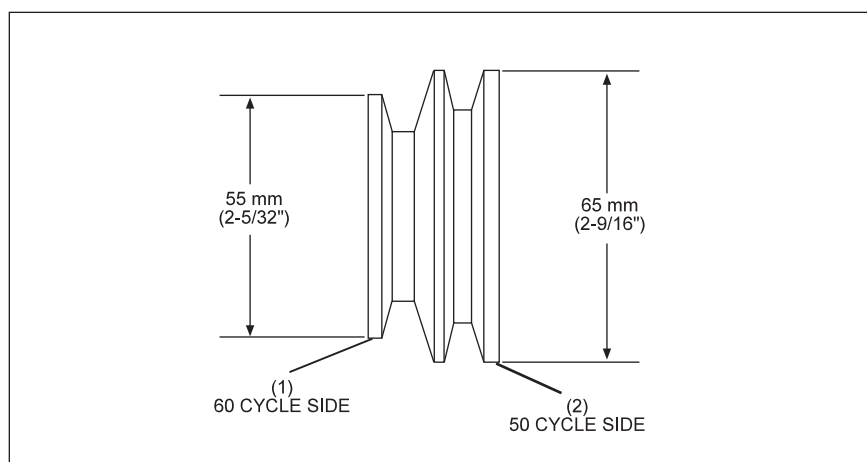 55 mm
(2-5/32")
65 mm
(2-9/16")
(1)
60 CYCLE SIDE
(2)
50 CYCLE SIDE